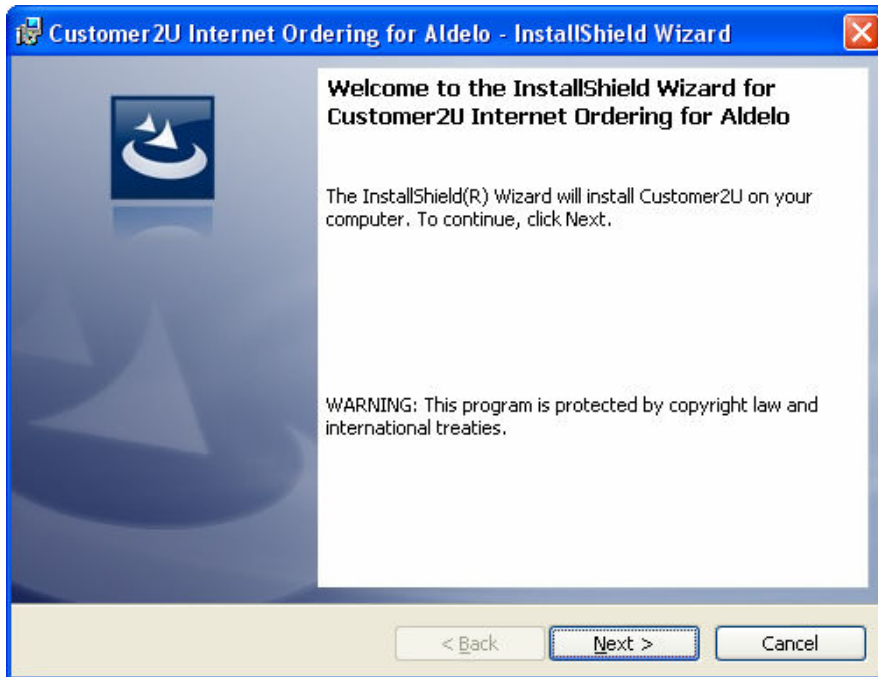 Customer2U Internet Ordering for Aldelo - InstallShield Wizard
Welcome to the InstallShield Wizard for
Customer2U Internet Ordering for Aldelo
The InstallShield(R) Wizard will install Customer2U on your
computer. To continue, click Next.
WARNING: This program is protected by copyright law and
international treaties.
< Back
Next >
Cancel